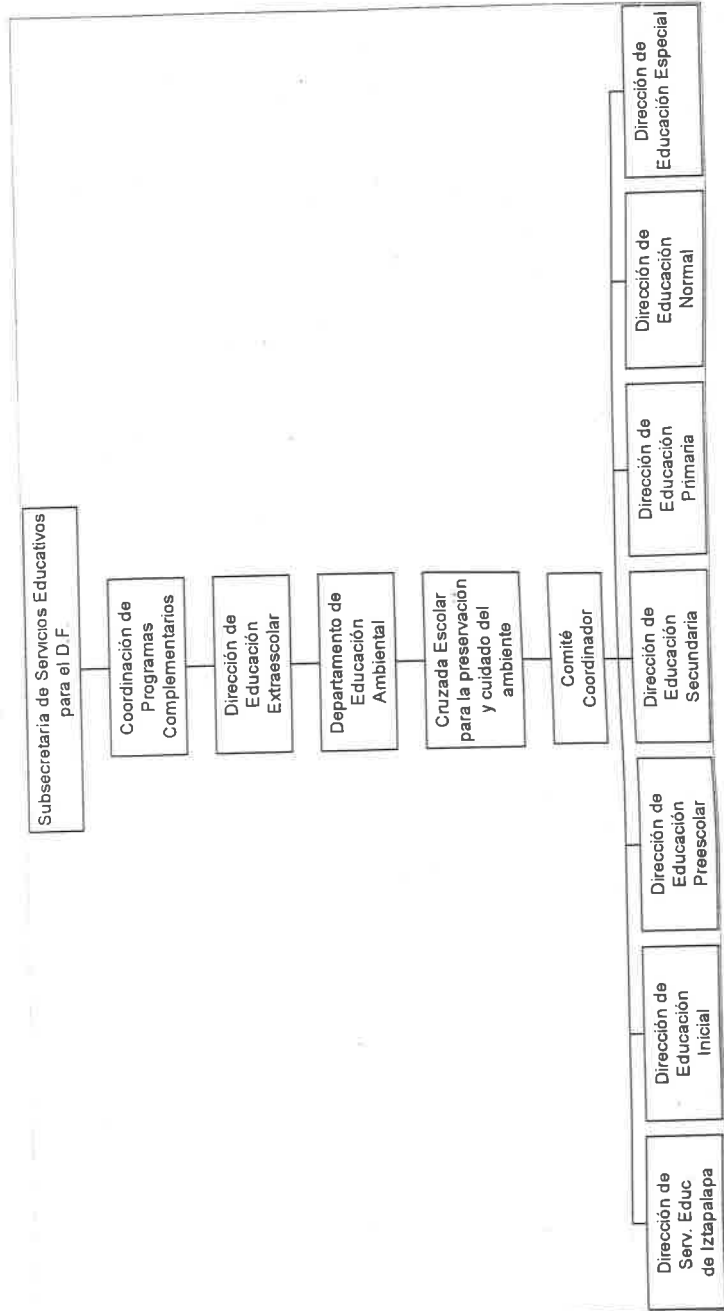 Subsecretaria de Servicios Educativos
para el D.F.
Coordinación de
Programas
Complementarios
Dirección de
Educación
Extraescolar
Departamento de
Educación
Ambiental
Cruzada Escolar
para la preservación
y cuidado del
ambiente
Comité
Coordinador
Dirección de
Serv. Educ
de Iztapalapa
Dirección de
Educación
Inicial
Dirección de
Educación
Preescolar
Dirección de
Educación
Secundaria
Dirección de
Educación
Primaria
Dirección de
Educación
Normal
Dirección de
Educación Especial